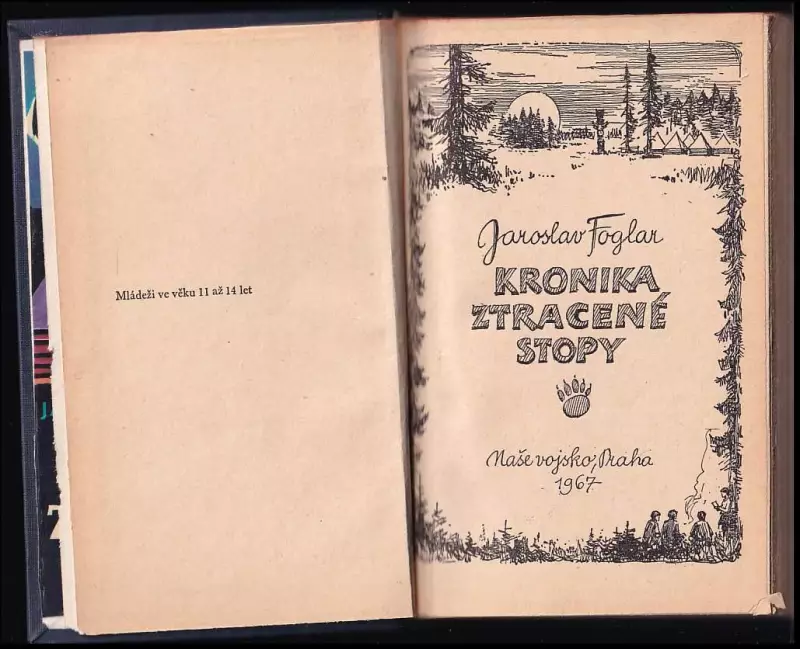 Mládeži ve věku 11 až 14 let
Jaroslav Foglar
KRONIKA
ZTRACENÉ
STOPY
Naše vojsko, Praha
1967